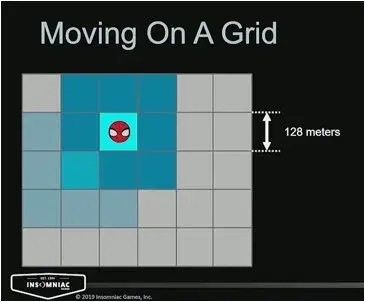 Moving On A Grid
128 meters
EST. 1994
INSOMNIAC
GAMES
© 2019 Insomniac Games, Inc.